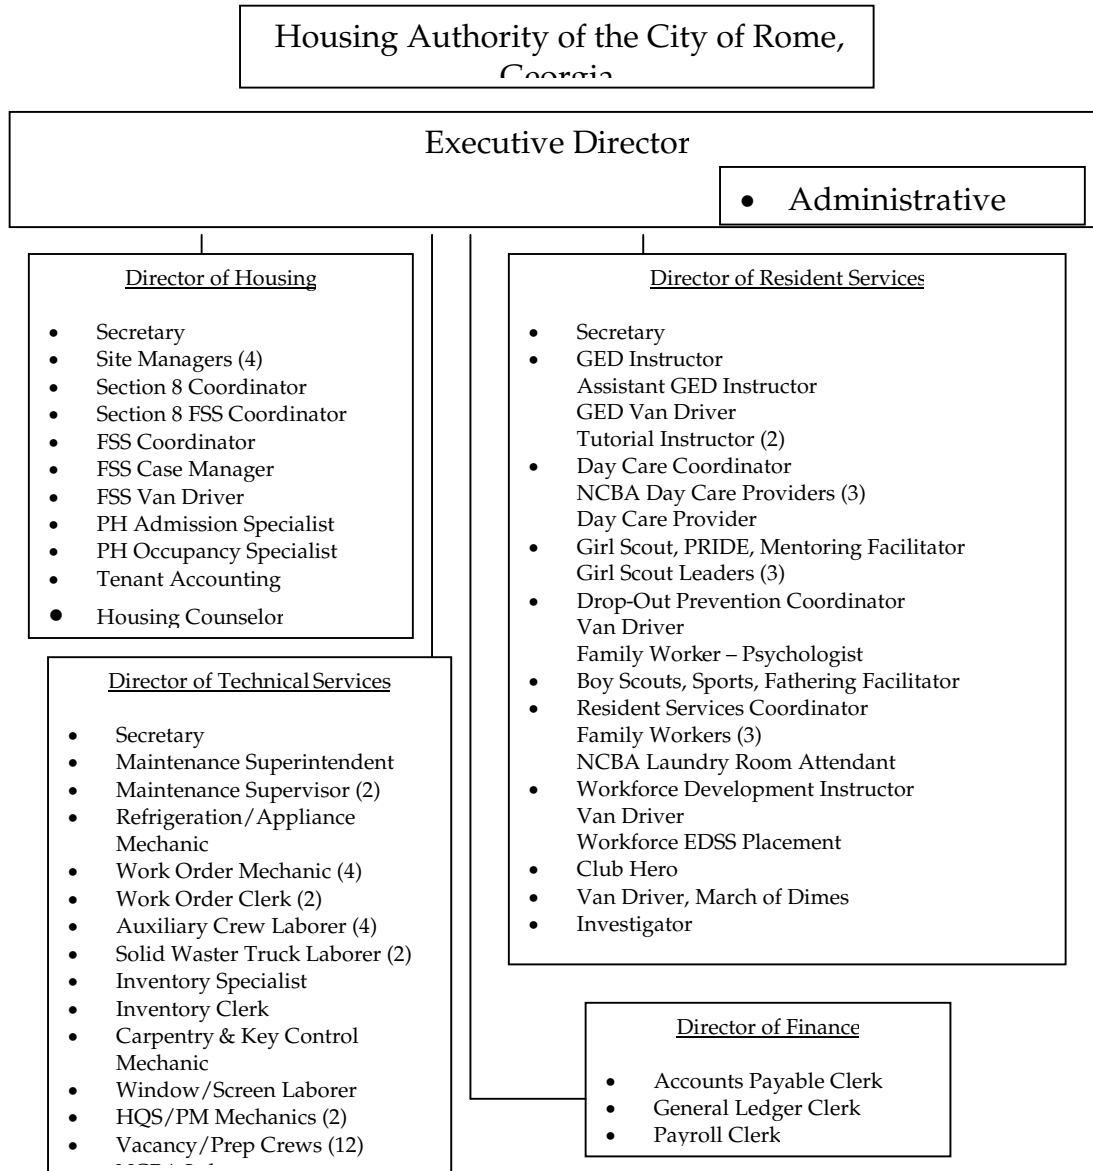 Housing Authority of the City of Rome,
Georgia
Executive Director
• Administrative
Director of Housing
• Secretary
• Site Managers (4)
• Section 8 Coordinator
• Section 8 FSS Coordinator
• FSS Coordinator
• FSS Case Manager
• FSS Van Driver
• PH Admission Specialist
• PH Occupancy Specialist
• Tenant Accounting
• Housing Counselor
Director of Technical Services
• Secretary
• Maintenance Superintendent
• Maintenance Supervisor (2)
• Refrigeration/Appliance
Mechanic
• Work Order Mechanic (4)
• Work Order Clerk (2)
• Auxiliary Crew Laborer (4)
• Solid Waster Truck Laborer (2)
• Inventory Specialist
• Inventory Clerk
• Carpentry & Key Control
Mechanic
• Window/Screen Laborer
• HQS/PM Mechanics (2)
• Vacancy/Prep Crews (12)
Director of Resident Services
• Secretary
• GED Instructor
Assistant GED Instructor
GED Van Driver
Tutorial Instructor (2)
• Day Care Coordinator
NCBA Day Care Providers (3)
Day Care Provider
• Girl Scout, PRIDE, Mentoring Facilitator
Girl Scout Leaders (3)
• Drop-Out Prevention Coordinator
Van Driver
Family Worker – Psychologist
• Boy Scouts, Sports, Fathering Facilitator
• Resident Services Coordinator
Family Workers (3)
NCBA Laundry Room Attendant
• Workforce Development Instructor
Van Driver
Workforce EDSS Placement
• Club Hero
• Van Driver, March of Dimes
• Investigator
Director of Finance
• Accounts Payable Clerk
• General Ledger Clerk
• Payroll Clerk